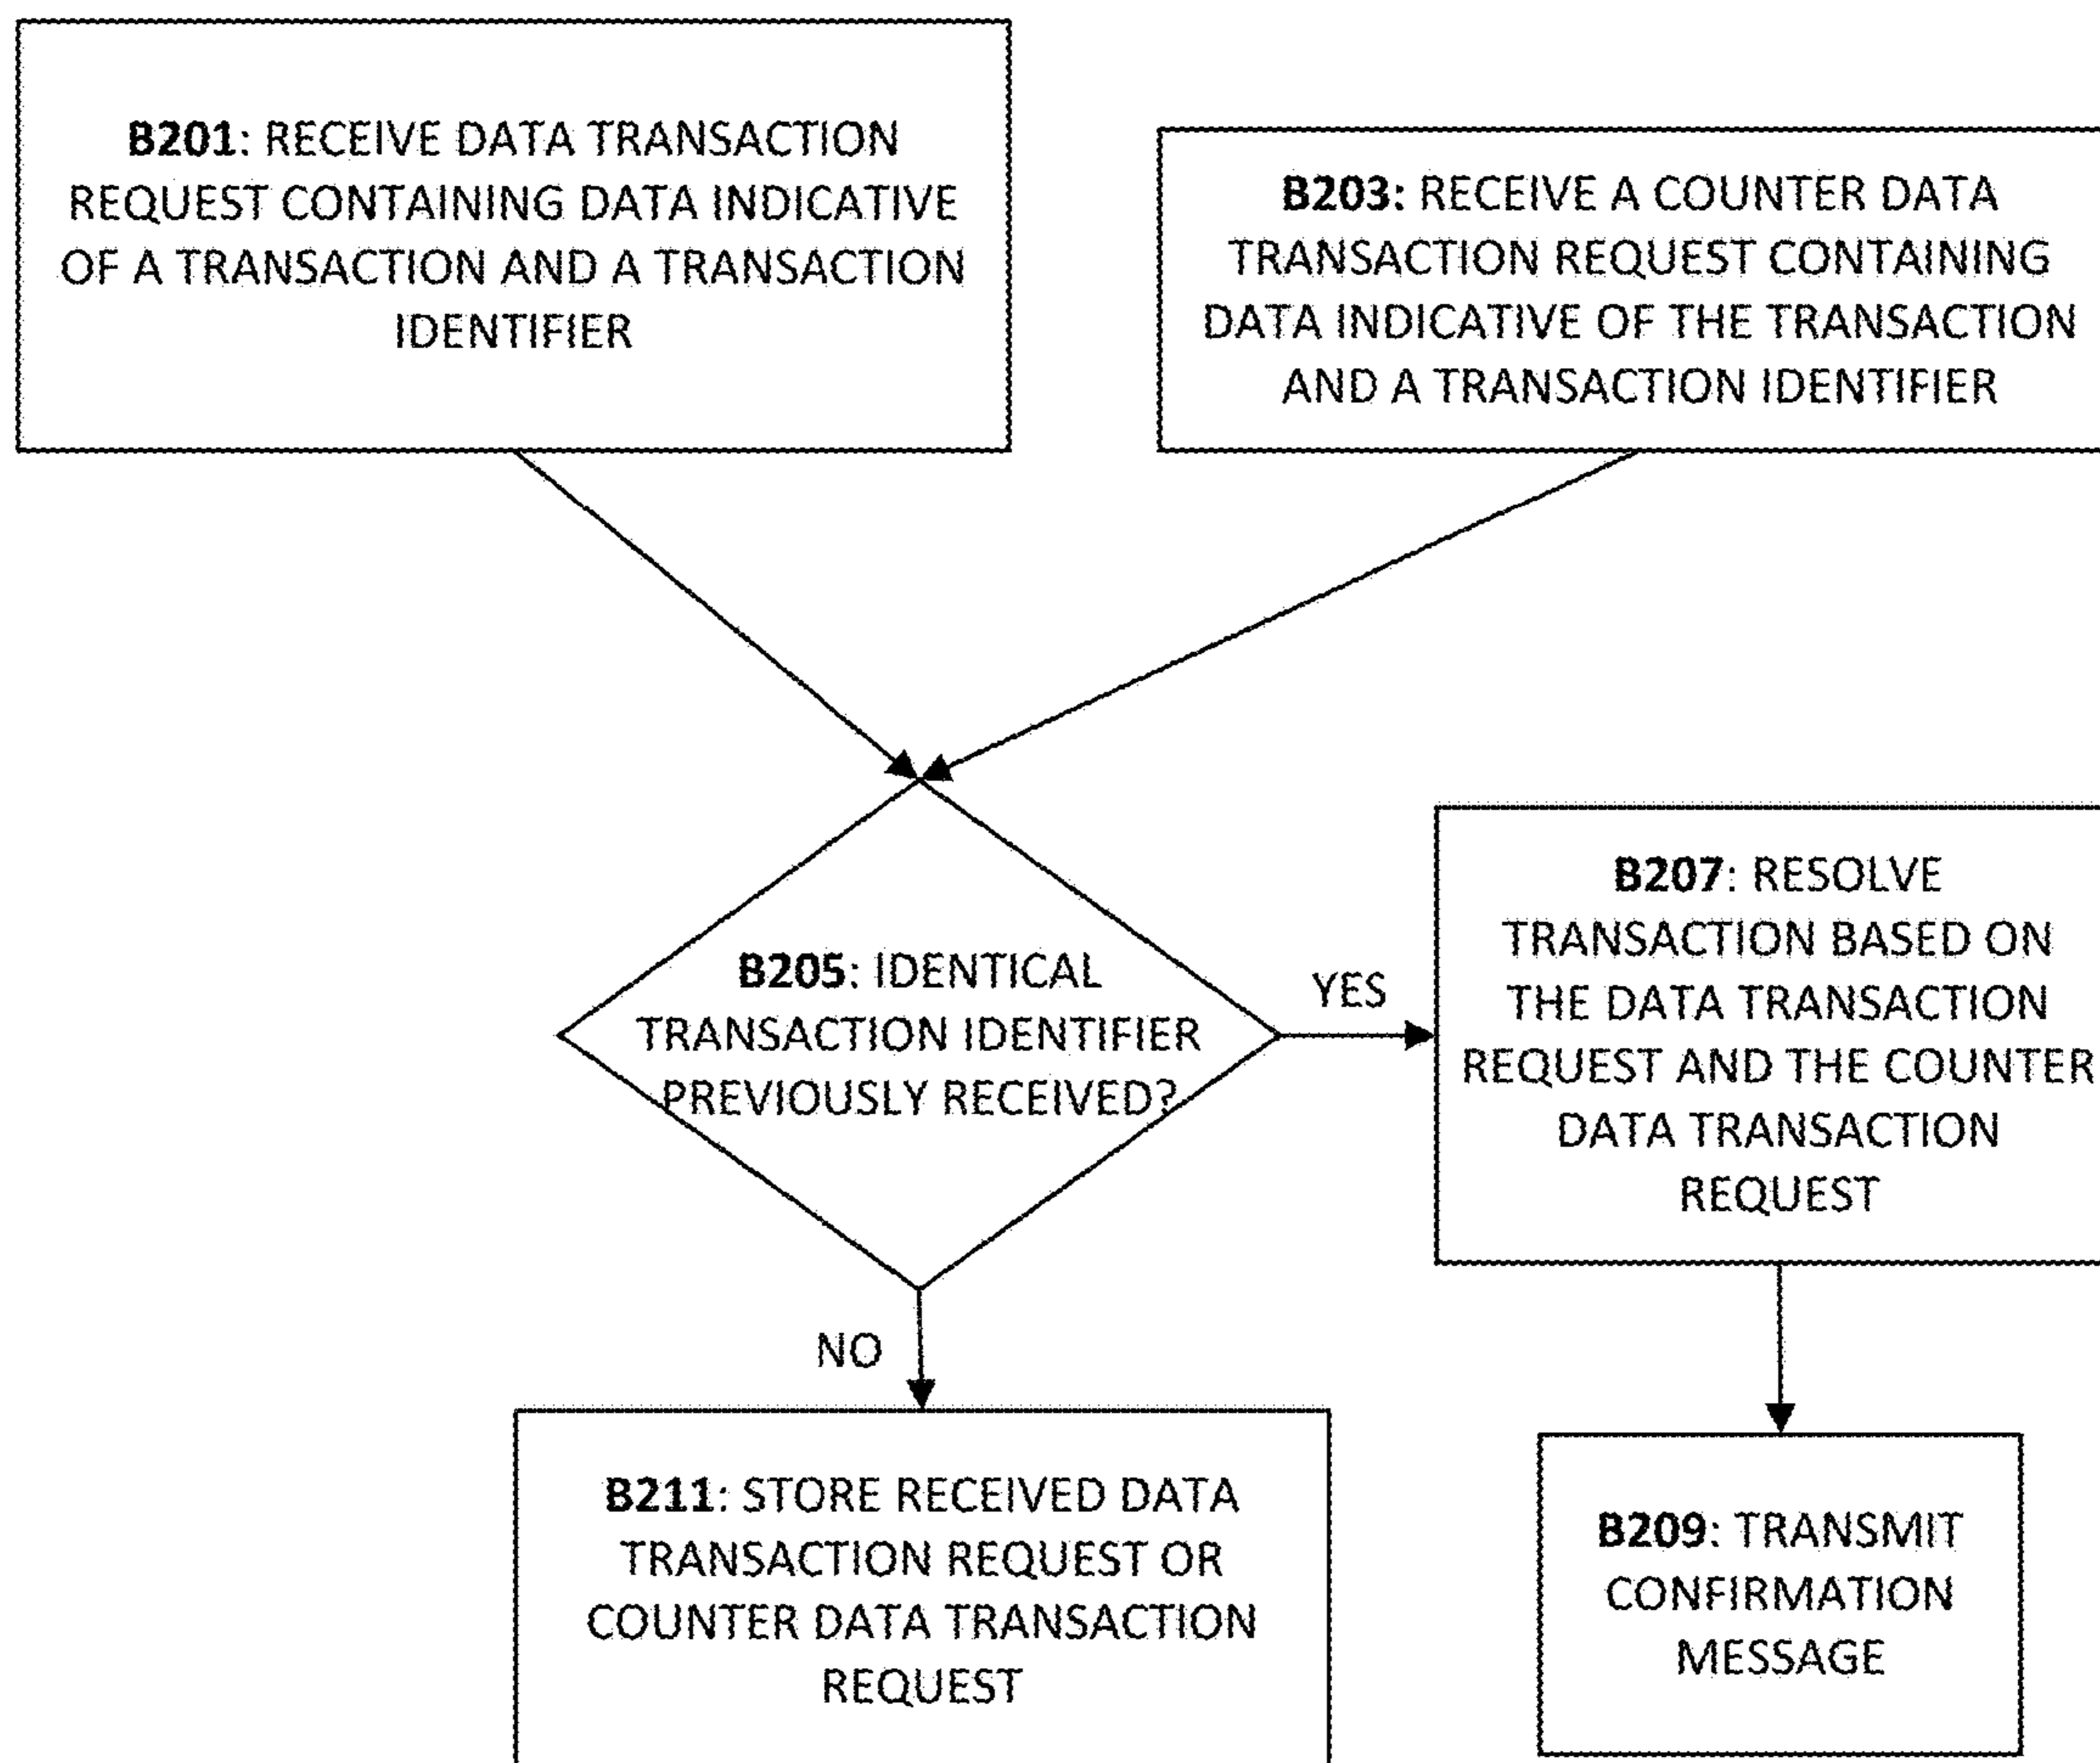 B201: RECEIVE DATA TRANSACTION
REQUEST CONTAINING DATA INDICATIVE
OF A TRANSACTION AND A TRANSACTION
IDENTIFIER
B203: RECEIVE A COUNTER DATA
TRANSACTION REQUEST CONTAINING
DATA INDICATIVE OF THE TRANSACTION
AND A TRANSACTION IDENTIFIER
B205: IDENTICAL
TRANSACTION IDENTIFIER
PREVIOUSLY RECEIVED?
YES
B207: RESOLVE
TRANSACTION BASED ON
THE DATA TRANSACTION
REQUEST AND THE COUNTER
DATA TRANSACTION
REQUEST
NO
B211: STORE RECEIVED DATA
TRANSACTION REQUEST OR
COUNTER DATA TRANSACTION
REQUEST
B209: TRANSMIT
CONFIRMATION
MESSAGE